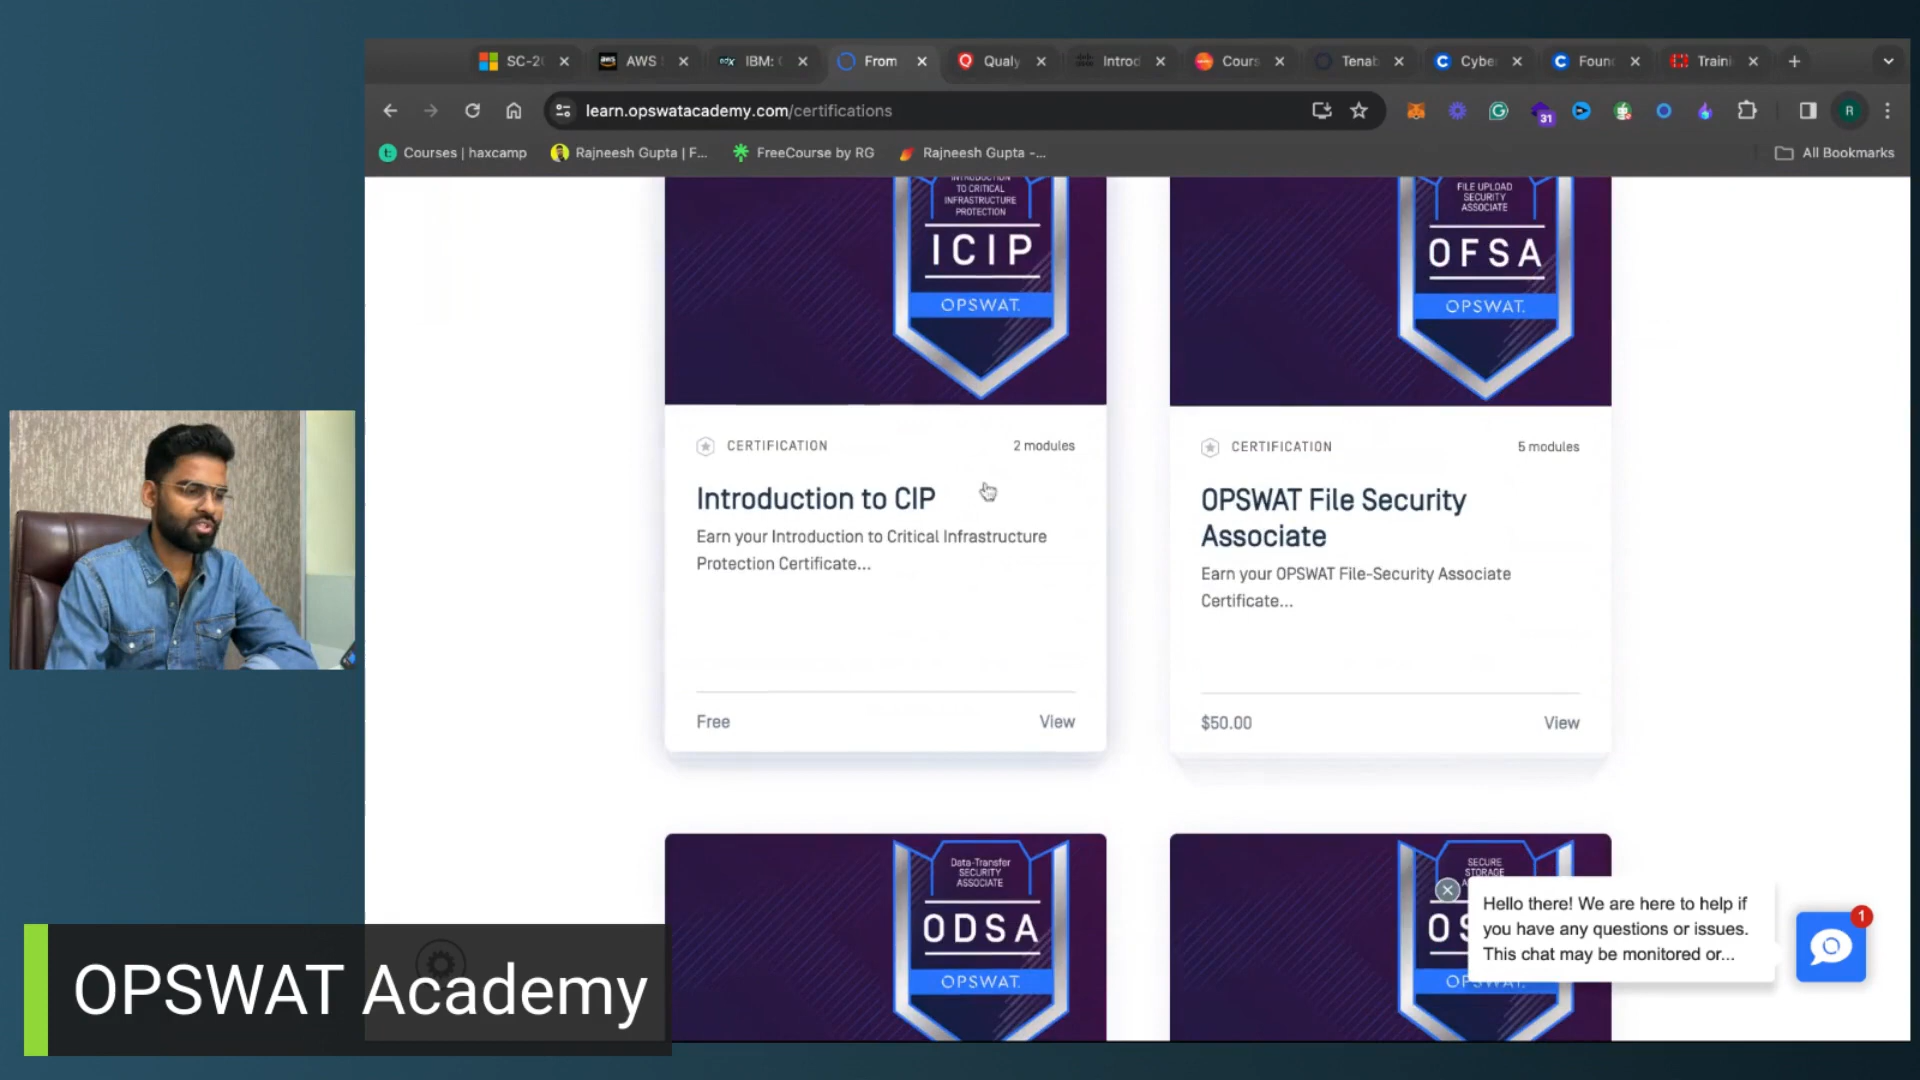 SC-20
AWS
edX IBM: C
From
Qualy
Introd
Cours
Tenab
C Cybe
C Foun
Traini
learn.opswatacademy.com/certifications
31
R
t Courses | haxcamp
Rajneesh Gupta | F...
FreeCourse by RG
Rajneesh Gupta -...
All Bookmarks
INTRODUCTION
TO CRITICAL
INFRASTRUCTURE
PROTECTION
ICIP
OPSWAT.
FILE UPLOAD
SECURITY
ASSOCIATE
OFSA
OPSWAT.
CERTIFICATION
2 modules
Introduction to CIP
Earn your Introduction to Critical Infrastructure
Protection Certificate...
Free
View
CERTIFICATION
5 modules
OPSWAT File Security
Associate
Earn your OPSWAT File-Security Associate
Certificate...
$50.00
View
Data-Transfer
SECURITY
ASSOCIATE
ODSA
OPSWAT.
SECURE
STORAGE
OPSWAT.
Hello there! We are here to help if
you have any questions or issues.
This chat may be monitored or...
1
OPSWAT Academy